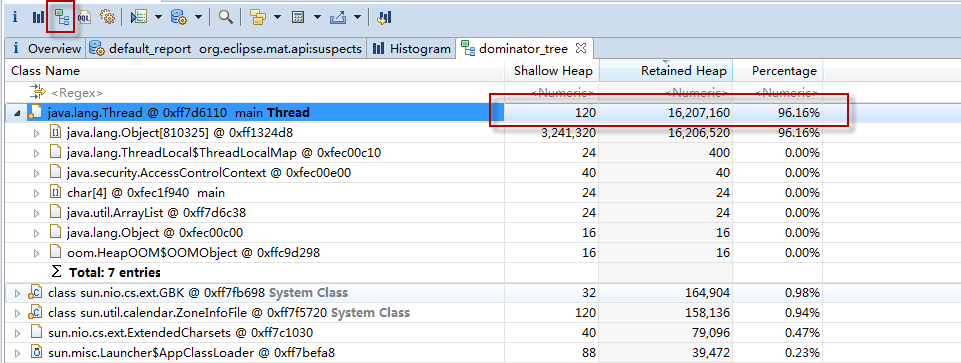 i OQL
i Overview default_report org.eclipse.mat.api:suspects Histogram dominator_tree
Class Name Shallow Heap Retained Heap Percentage
<Regex> <Numeric> <Numeric> <Numeric>
java.lang.Thread @ 0xff7d6110 main Thread 120 16,207,160 96.16%
java.lang.Object[810325] @ 0xff1324d8 3,241,320 16,206,520 96.16%
java.lang.ThreadLocal$ThreadLocalMap @ 0xfec00c10 24 400 0.00%
java.security.AccessControlContext @ 0xfec00e00 40 40 0.00%
char[4] @ 0xfec1f940 main 24 24 0.00%
java.util.ArrayList @ 0xff7d6c38 24 24 0.00%
java.lang.Object @ 0xfec00c00 16 16 0.00%
oom.HeapOOM$OOMObject @ 0xffc9d298 16 16 0.00%
Σ Total: 7 entries
class sun.nio.cs.ext.GBK @ 0xff7fb698 System Class 32 164,904 0.98%
class sun.util.calendar.ZoneInfoFile @ 0xff7f5720 System Class 120 158,136 0.94%
sun.nio.cs.ext.ExtendedCharsets @ 0xff7c1030 40 79,096 0.47%
sun.misc.Launcher$AppClassLoader @ 0xff7befa8 88 39,472 0.23%